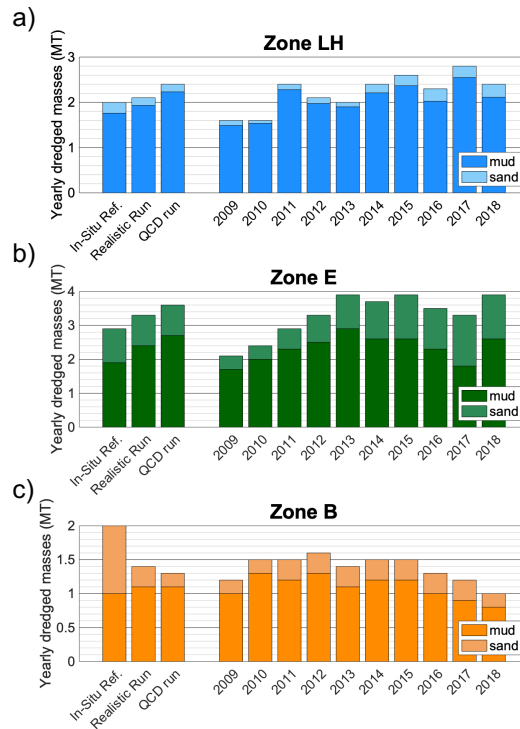 a)
Zone LH
Yearly dredged masses (MT)
3
2
1
0
mud
sand
In-Situ Ref.
Realistic Run
QCD run
2009
2010
2011
2012
2013
2014
2015
2016
2017
2018
b)
Zone E
Yearly dredged masses (MT)
4
3
2
1
0
mud
sand
In-Situ Ref.
Realistic Run
QCD run
2009
2010
2011
2012
2013
2014
2015
2016
2017
2018
c)
Zone B
Yearly dredged masses (MT)
2
1.5
1
0.5
0
mud
sand
In-Situ Ref.
Realistic Run
QCD run
2009
2010
2011
2012
2013
2014
2015
2016
2017
2018